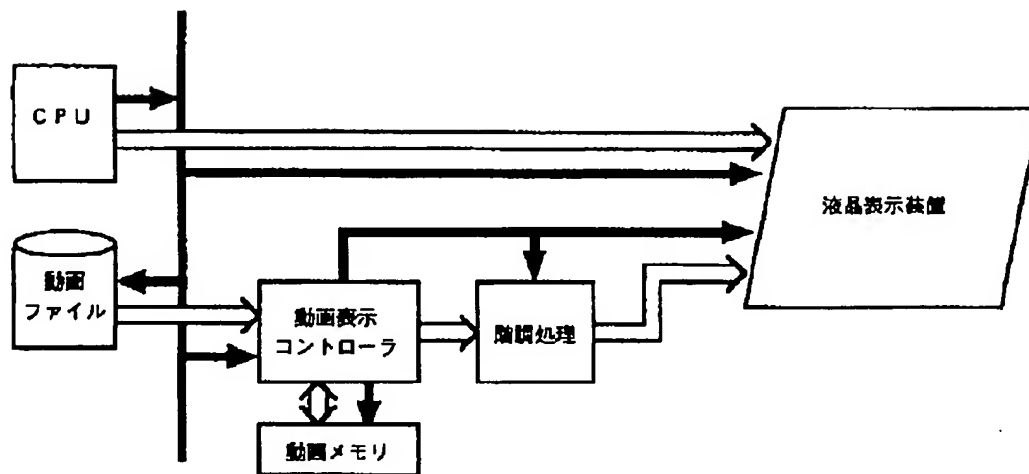 CPU
液晶表示装置
動画
ファイル
動画表示
コントローラ
階調処理
動画メモリ